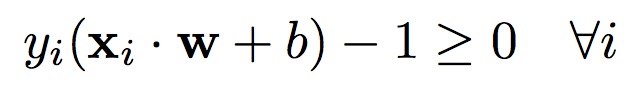 yᵢ(𝐱ᵢ · 𝐰 + b) − 1 ≥ 0 ∀i